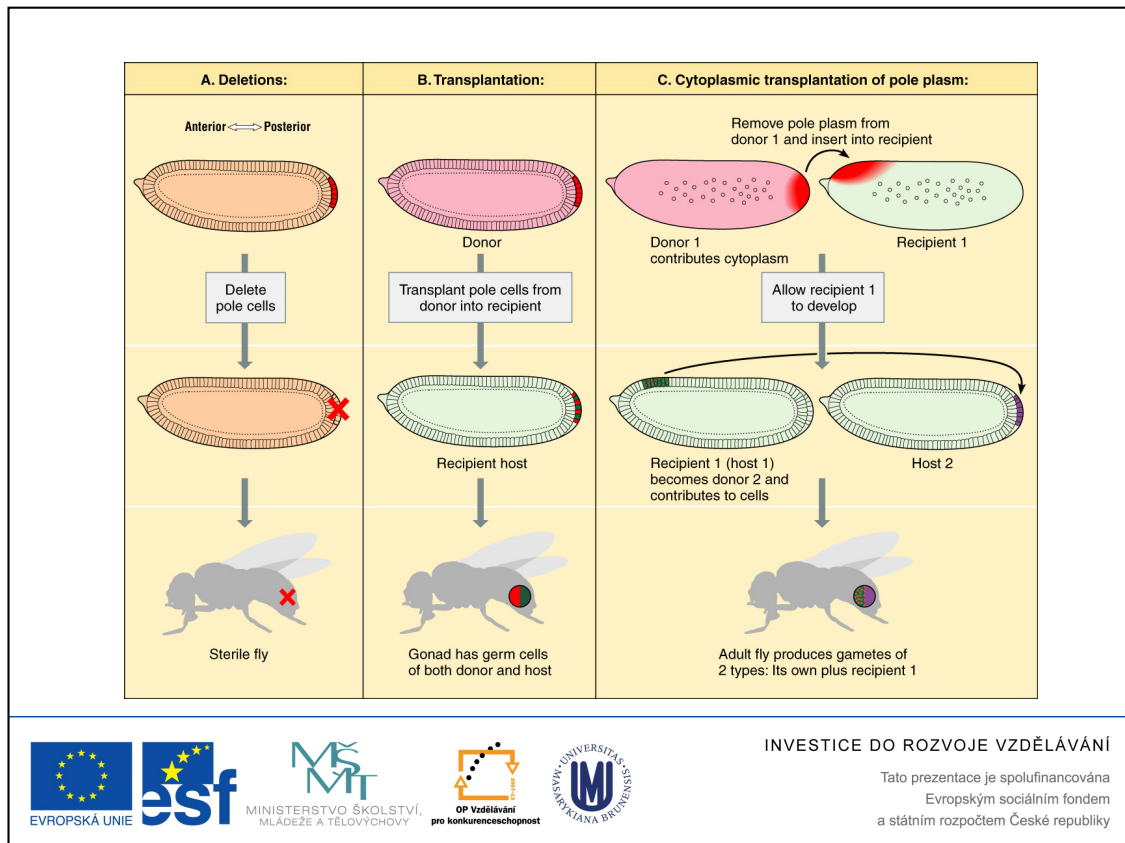 A. Deletions:
B. Transplantation:
C. Cytoplasmic transplantation of pole plasm:
Anterior
Posterior
Delete
pole cells
Sterile fly
Donor
Transplant pole cells from
donor into recipient
Recipient host
Gonad has germ cells
of both donor and host
Remove pole plasm from
donor 1 and insert into recipient
Donor 1
contributes cytoplasm
Recipient 1
Allow recipient 1
to develop
Recipient 1 (host 1)
becomes donor 2 and
contributes to cells
Host 2
Adult fly produces gametes of
2 types: Its own plus recipient 1
EVROPSKÁ UNIE
esf
MŠ
MT
MINISTERSTVO ŠKOLSTVÍ,
MLÁDEŽE A TĚLOVÝCHOVY
2007-13
OP Vzdělávání
pro konkurenceschopnost
UNIVERSITAS
MASARYKIANA BRUNENSIS
INVESTICE DO ROZVOJE VZDĚLÁVÁNÍ
Tato prezentace je spolufinancována
Evropským sociálním fondem
a státním rozpočtem České republiky